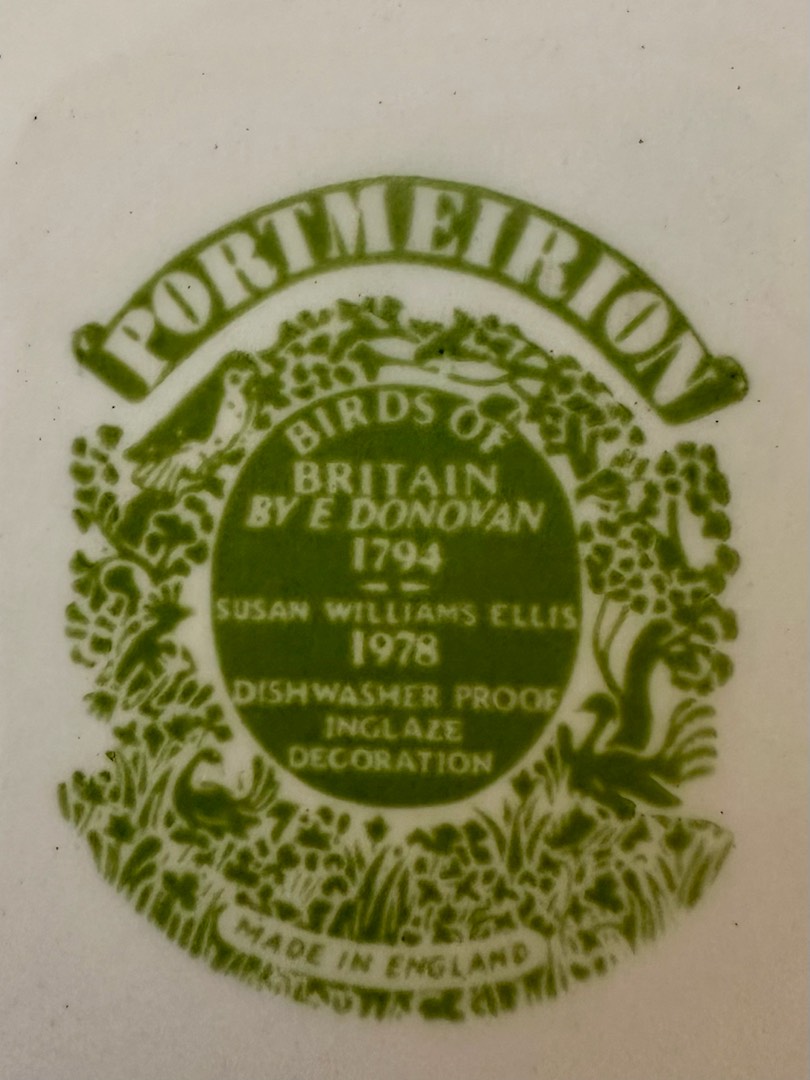 PORTMEIRION
BIRDS OF
BRITAIN
BY E DONOVAN
1794
— —
SUSAN WILLIAMS ELLIS
1978
DISHWASHER PROOF
INGLAZE
DECORATION
MADE IN ENGLAND